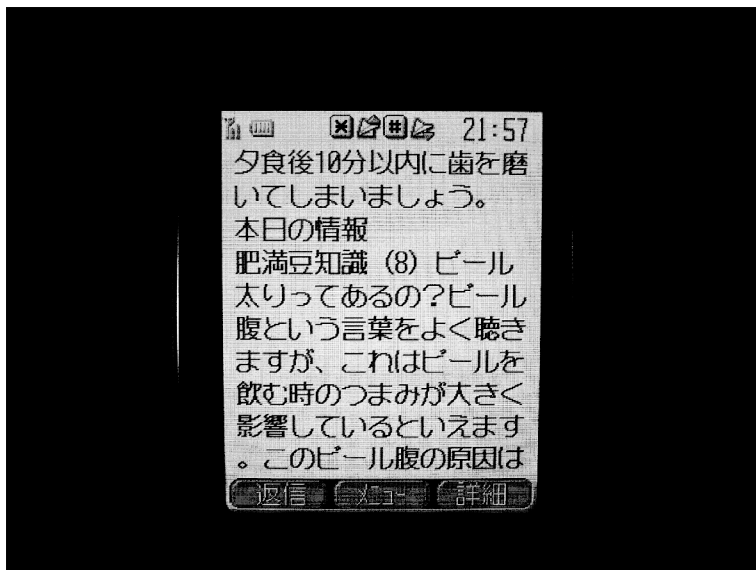 21:57
夕食後10分以内に歯を磨
いてしまいましょう。
本日の情報
肥満豆知識 (8) ビール
太りってあるの?ビール
腹という言葉をよく聴き
ますが、これはビールを
飲む時のつまみが大きく
影響しているといえます
。このビール腹の原因は
返信 メニュー 詳細